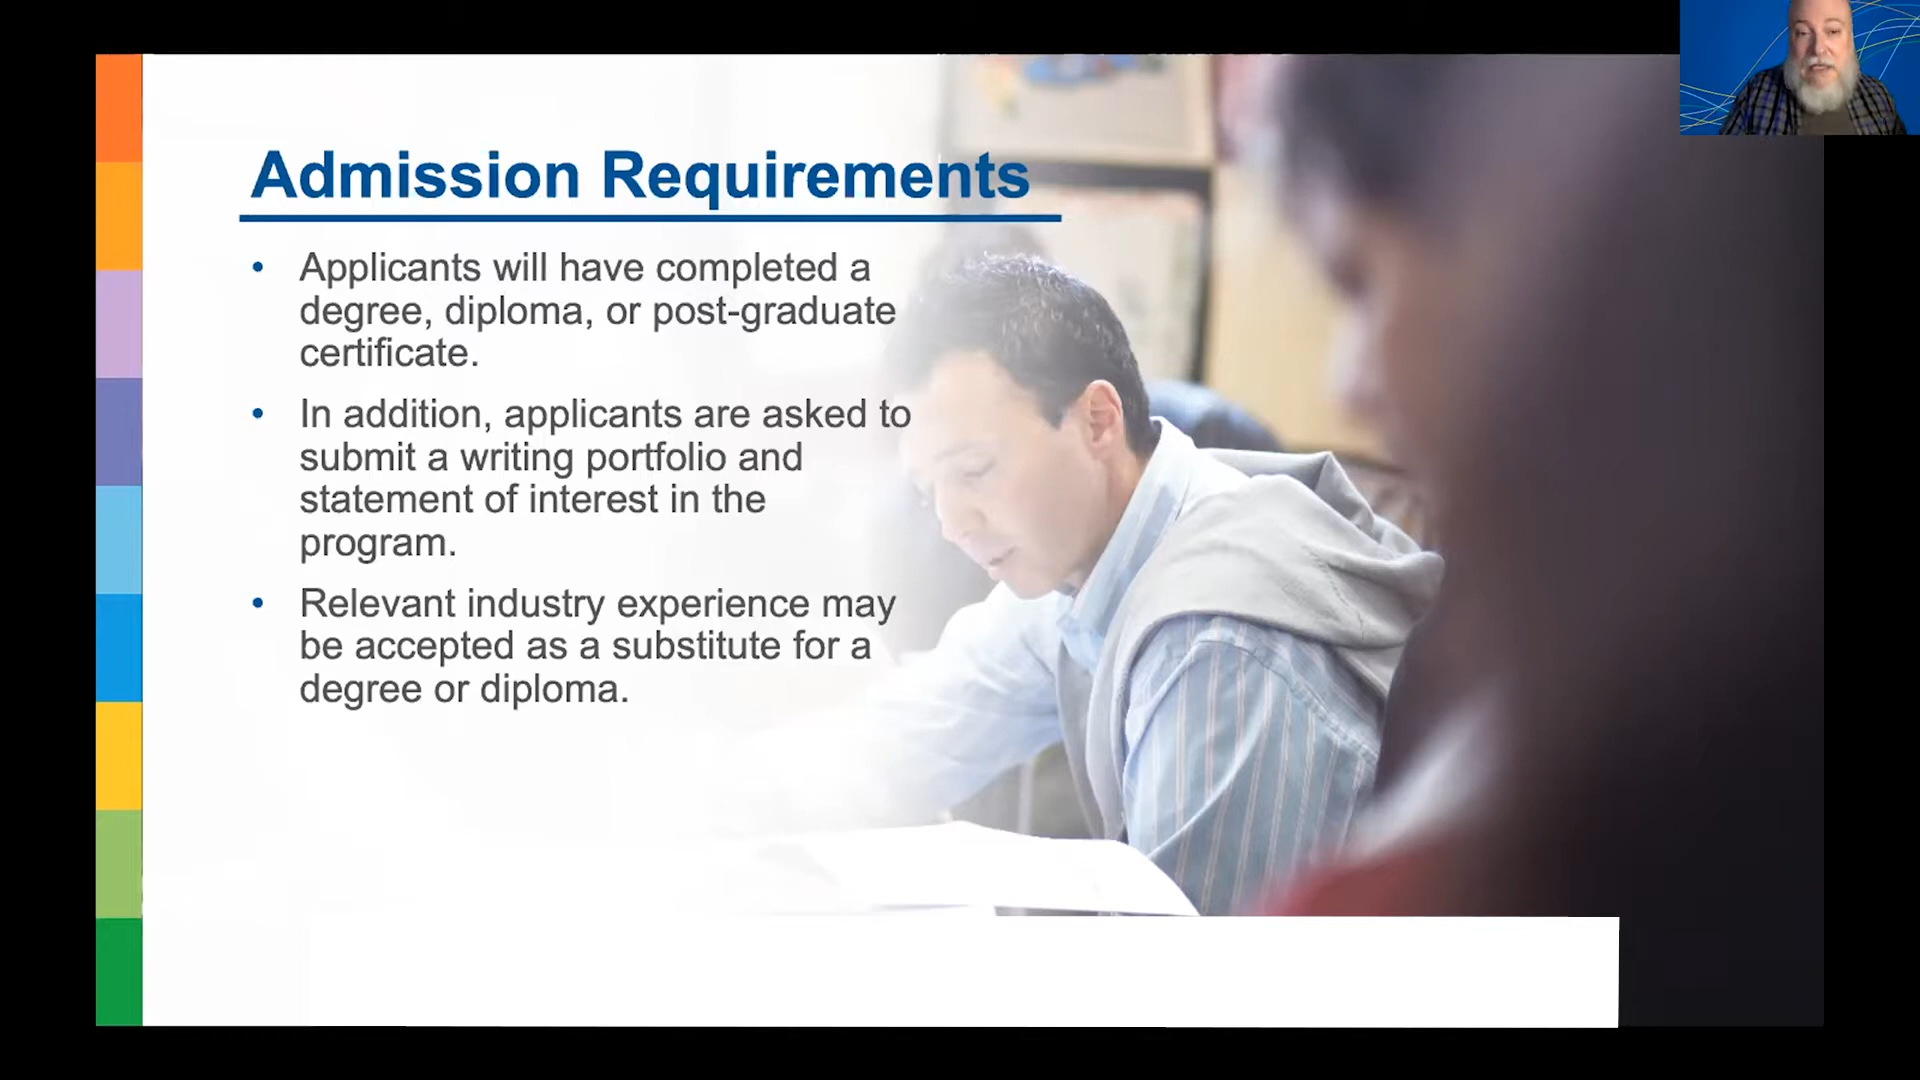 Admission Requirements
• Applicants will have completed a
degree, diploma, or post-graduate
certificate.
• In addition, applicants are asked to
submit a writing portfolio and
statement of interest in the
program.
• Relevant industry experience may
be accepted as a substitute for a
degree or diploma.